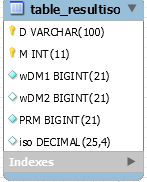 table_resultiso
D VARCHAR(100)
M INT(11)
wDM1 BIGINT(21)
wDM2 BIGINT(21)
PRM BIGINT(21)
iso DECIMAL(25,4)
Indexes